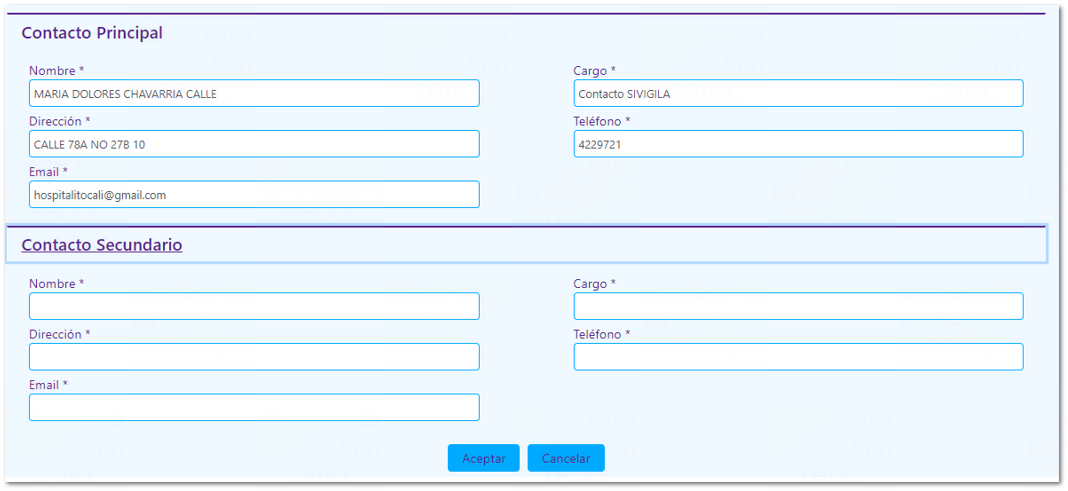 Contacto Principal
Nombre * Cargo *
MARIA DOLORES CHAVARRIA CALLE Contacto SIVIGILA
Dirección * Teléfono *
CALLE 78A NO 27B 10 4229721
Email *
hospitalitocali@gmail.com
Contacto Secundario
Nombre * Cargo *
Dirección * Teléfono *
Email *
Aceptar Cancelar